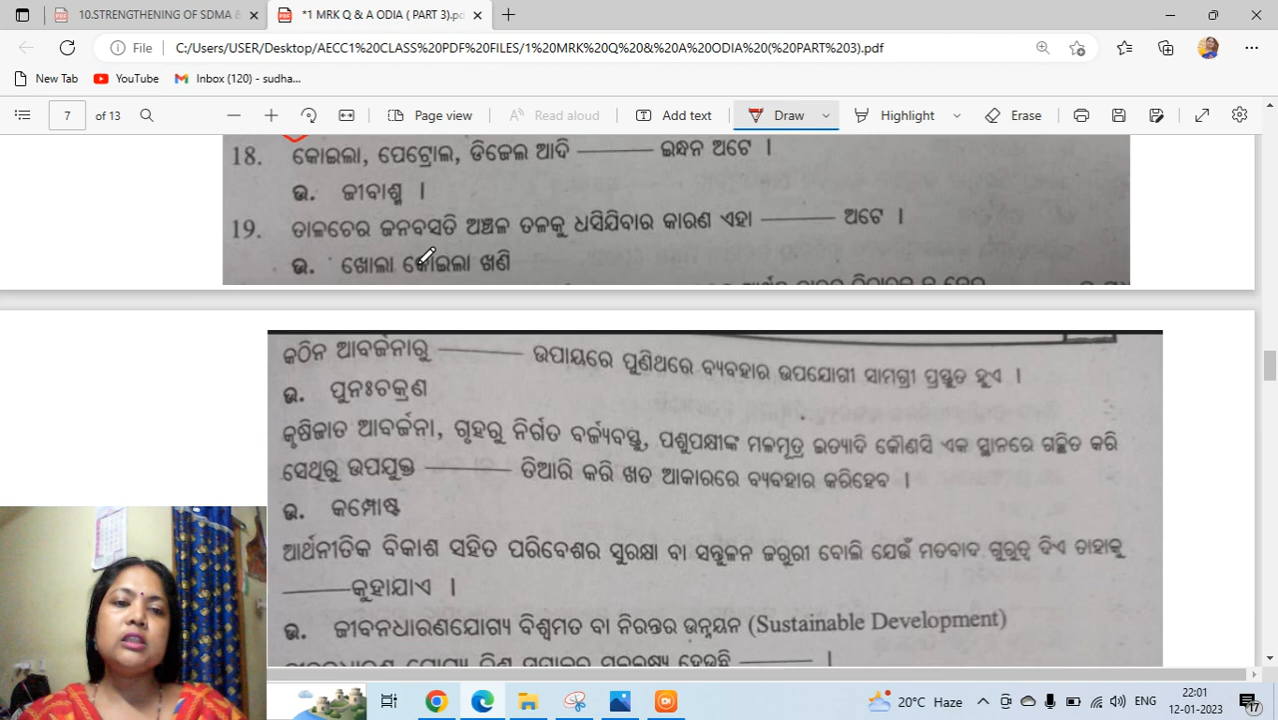 10.STRENGTHENING OF SDMA &
*1 MRK Q & A ODIA ( PART 3).pdf
File C:/Users/USER/Desktop/AECC1%20CLASS%20PDF%20FILES/1%20MRK%20Q%20&%20A%20ODIA%20(%20PART%203).pdf
New Tab YouTube Inbox (120) - sudha...
7 of 13 Page view Read aloud Add text Draw Highlight Erase
18. କୋଇଲା, ପେଟ୍ରୋଲ, ଡିଜେଲ ଆଦି ——— ଇନ୍ଧନ ଅଟେ ।
ଉ. ଜୀବାଶ୍ମ ।
19. ତାଳଚେର ଜନବସତି ଅଞ୍ଚଳ ତଳକୁ ଧସିଯିବାର କାରଣ ଏହା ——— ଅଟେ ।
ଉ. ଖୋଲା କୋଇଲା ଖଣି
କଠିନ ଆବର୍ଜନାରୁ ——— ଉପାୟରେ ପୁଣିଥରେ ବ୍ୟବହାର ଉପଯୋଗୀ ସାମଗ୍ରୀ ପ୍ରସ୍ତୁତ ହୁଏ ।
ଉ. ପୁନଃଚକ୍ରଣ
କୃଷିଜାତ ଆବର୍ଜନା, ଗୃହରୁ ନିର୍ଗତ ବର୍ଜ୍ୟବସ୍ତୁ, ପଶୁପକ୍ଷୀଙ୍କ ମଳମୂତ୍ର ଇତ୍ୟାଦି କୌଣସି ଏକ ସ୍ଥାନରେ ଗଚ୍ଛିତ କରି
ସେଥିରୁ ଉପଯୁକ୍ତ ——— ତିଆରି କରି ଖତ ଆକାରରେ ବ୍ୟବହାର କରିହେବ ।
ଉ. କମ୍ପୋଷ୍ଟ
ଆର୍ଥନୀତିକ ବିକାଶ ସହିତ ପରିବେଶର ସୁରକ୍ଷା ବା ସନ୍ତୁଳନ ଜରୁରୀ ବୋଲି ଯେଉଁ ମତବାଦ ଗୁରୁତ୍ୱ ଦିଏ ତାହାକୁ
———କୁହାଯାଏ ।
ଉ. ଜୀବନଧାରଣଯୋଗ୍ୟ ବିଶ୍ୱମତ ବା ନିରନ୍ତର ଉନ୍ନୟନ (Sustainable Development)
20°C Haze ENG 22:01
12-01-2023 17